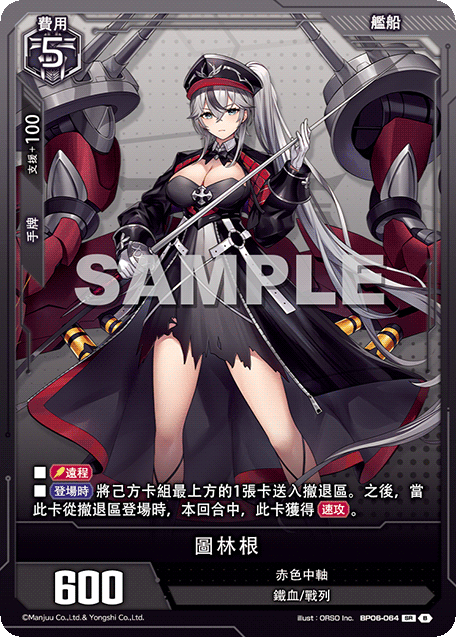 費用
艦船
5
支援+100
手牌
SAMPLE
■ 遠程
■ 登場時 將己方卡組最上方的1張卡送入撤退區。之後，當
此卡從撤退區登場時，本回合中，此卡獲得 速攻。
圖林根
600
赤色中軸
鐵血/戰列
©Manjuu Co.,Ltd.& Yongshi Co.,Ltd. illust：ORSO Inc. BP06-064 SR B